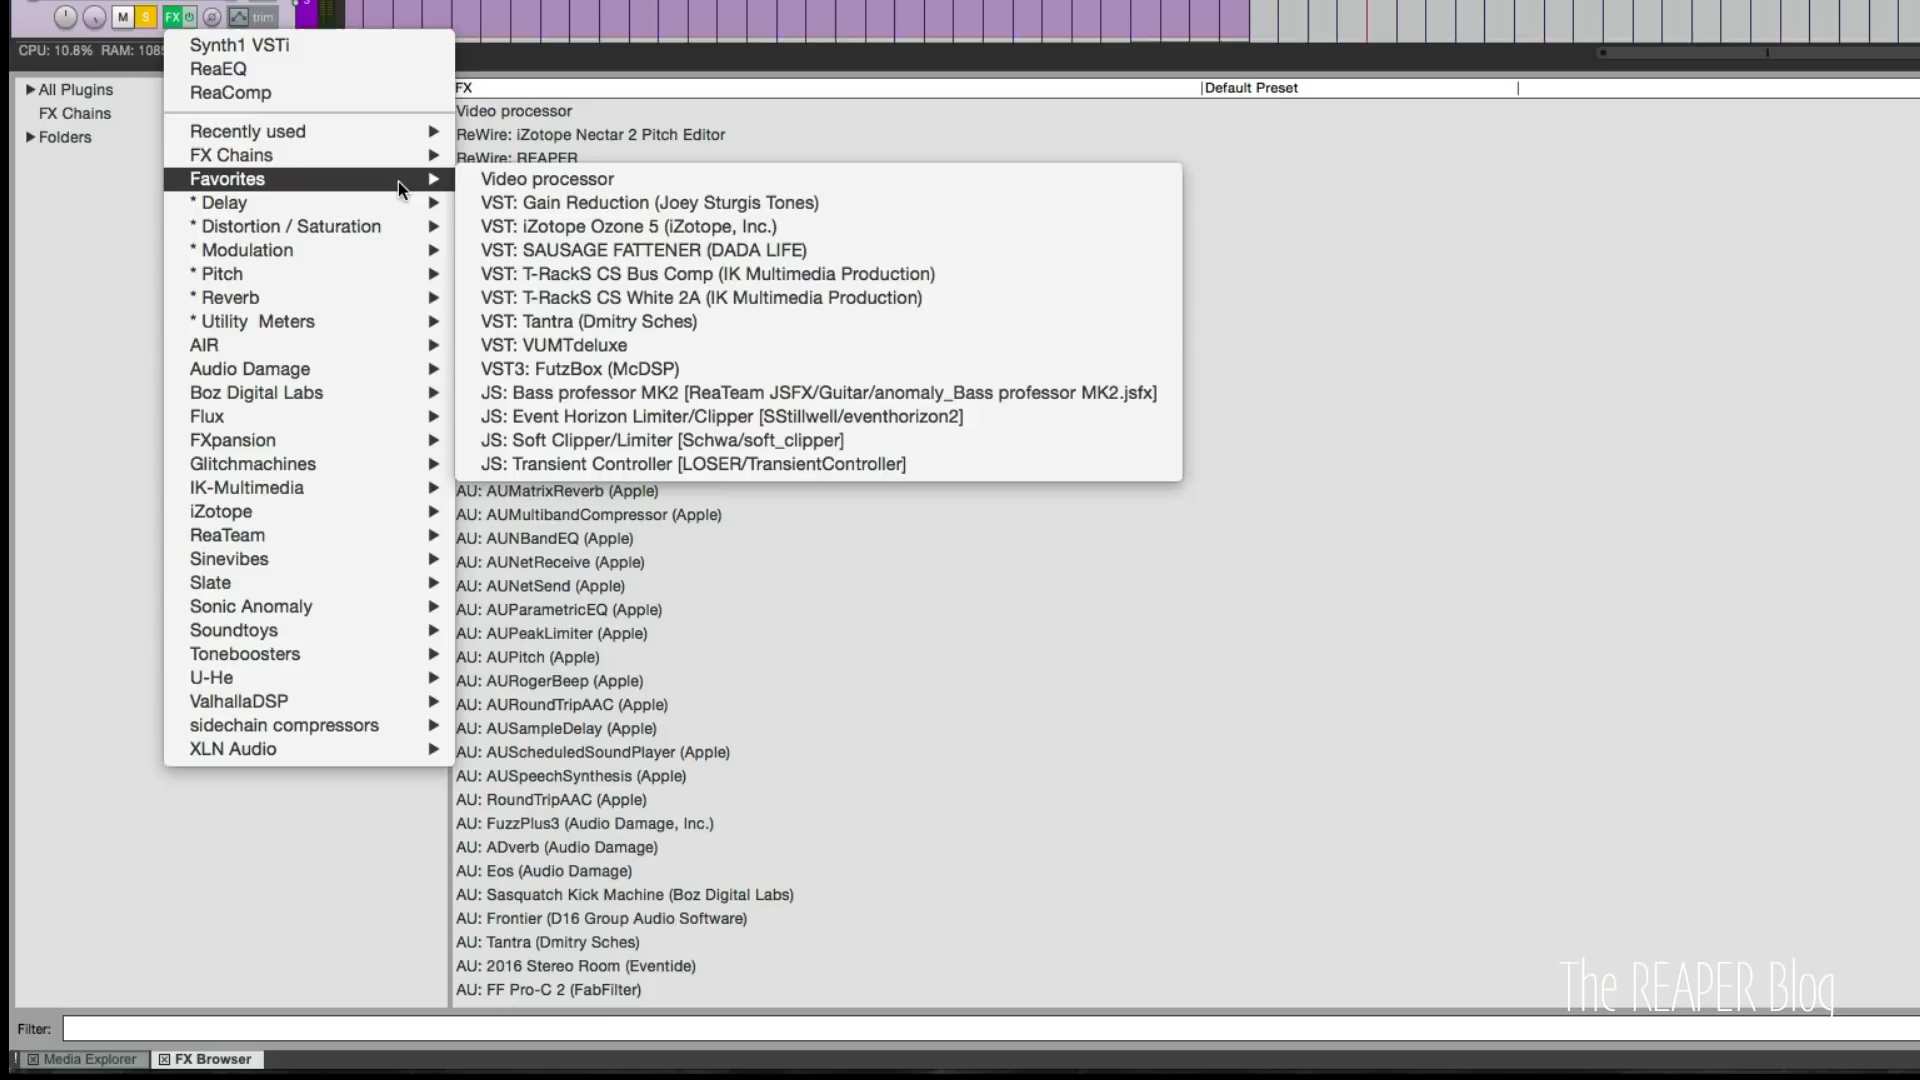 M S FX trim 3
CPU: 10.8% RAM: 108
Synth1 VSTi
ReaEQ
ReaComp
Recently used
FX Chains
Favorites
* Delay
* Distortion / Saturation
* Modulation
* Pitch
* Reverb
* Utility  Meters
AIR
Audio Damage
Boz Digital Labs
Flux
FXpansion
Glitchmachines
IK-Multimedia
iZotope
ReaTeam
Sinevibes
Slate
Sonic Anomaly
Soundtoys
Toneboosters
U-He
ValhallaDSP
sidechain compressors
XLN Audio
All Plugins
FX Chains
Folders
FX Default Preset
Video processor
ReWire: iZotope Nectar 2 Pitch Editor
ReWire: REAPER
Video processor
VST: Gain Reduction (Joey Sturgis Tones)
VST: iZotope Ozone 5 (iZotope, Inc.)
VST: SAUSAGE FATTENER (DADA LIFE)
VST: T-RackS CS Bus Comp (IK Multimedia Production)
VST: T-RackS CS White 2A (IK Multimedia Production)
VST: Tantra (Dmitry Sches)
VST: VUMTdeluxe
VST3: FutzBox (McDSP)
JS: Bass professor MK2 [ReaTeam JSFX/Guitar/anomaly_Bass professor MK2.jsfx]
JS: Event Horizon Limiter/Clipper [SStillwell/eventhorizon2]
JS: Soft Clipper/Limiter [Schwa/soft_clipper]
JS: Transient Controller [LOSER/TransientController]
AU: AUMatrixReverb (Apple)
AU: AUMultibandCompressor (Apple)
AU: AUNBandEQ (Apple)
AU: AUNetReceive (Apple)
AU: AUNetSend (Apple)
AU: AUParametricEQ (Apple)
AU: AUPeakLimiter (Apple)
AU: AUPitch (Apple)
AU: AURogerBeep (Apple)
AU: AURoundTripAAC (Apple)
AU: AUSampleDelay (Apple)
AU: AUScheduledSoundPlayer (Apple)
AU: AUSpeechSynthesis (Apple)
AU: RoundTripAAC (Apple)
AU: FuzzPlus3 (Audio Damage, Inc.)
AU: ADverb (Audio Damage)
AU: Eos (Audio Damage)
AU: Sasquatch Kick Machine (Boz Digital Labs)
AU: Frontier (D16 Group Audio Software)
AU: Tantra (Dmitry Sches)
AU: 2016 Stereo Room (Eventide)
AU: FF Pro-C 2 (FabFilter)
The REAPER Blog
Filter:
! Media Explorer FX Browser